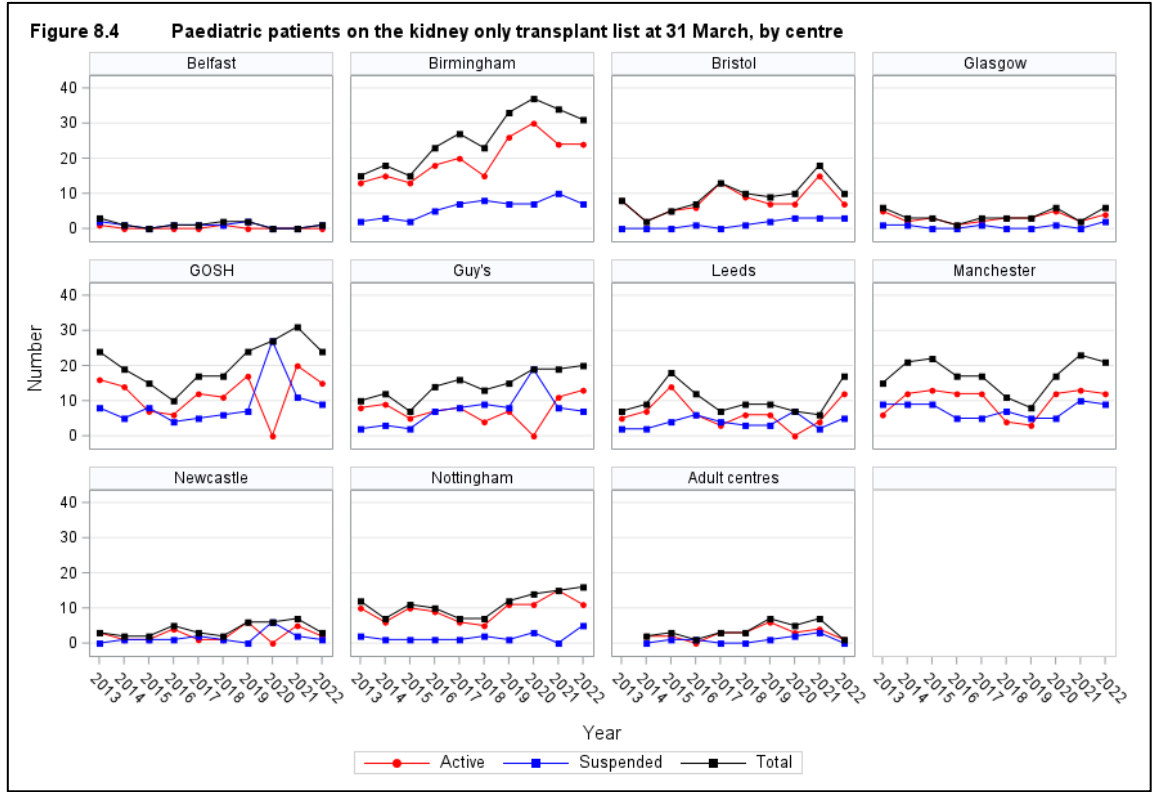 Figure 8.4 Paediatric patients on the kidney only transplant list at 31 March, by centre
Belfast Birmingham Bristol Glasgow
40
30
20
10
0
GOSH Guy's Leeds Manchester
40
30
20
10
0
Number
Newcastle Nottingham Adult centres
40
30
20
10
0
2013 2014 2015 2016 2017 2018 2019 2020 2021 2022 2013 2014 2015 2016 2017 2018 2019 2020 2021 2022 2013 2014 2015 2016 2017 2018 2019 2020 2021 2022 2013 2014 2015 2016 2017 2018 2019 2020 2021 2022
Year
Active Suspended Total